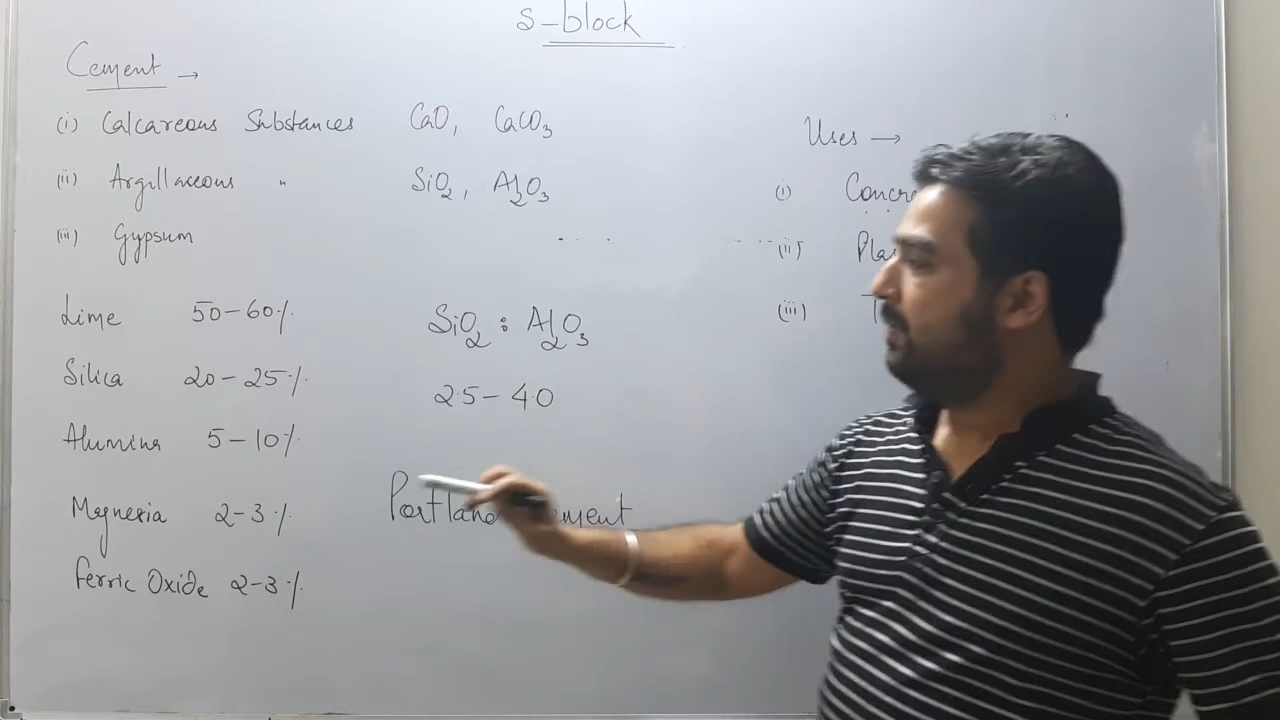 s-block
Cement →
(i) Calcareous Substances CaO, CaCO3
(ii) Argillaceous " SiO2, Al2O3
(iii) Gypsum
Lime 50-60%
Silica 20-25%
Alumina 5-10%
Magnesia 2-3%
Ferric Oxide 2-3%
SiO2 : Al2O3
2.5-4.0
Portland
Uses →
(i)
(ii)
(iii)